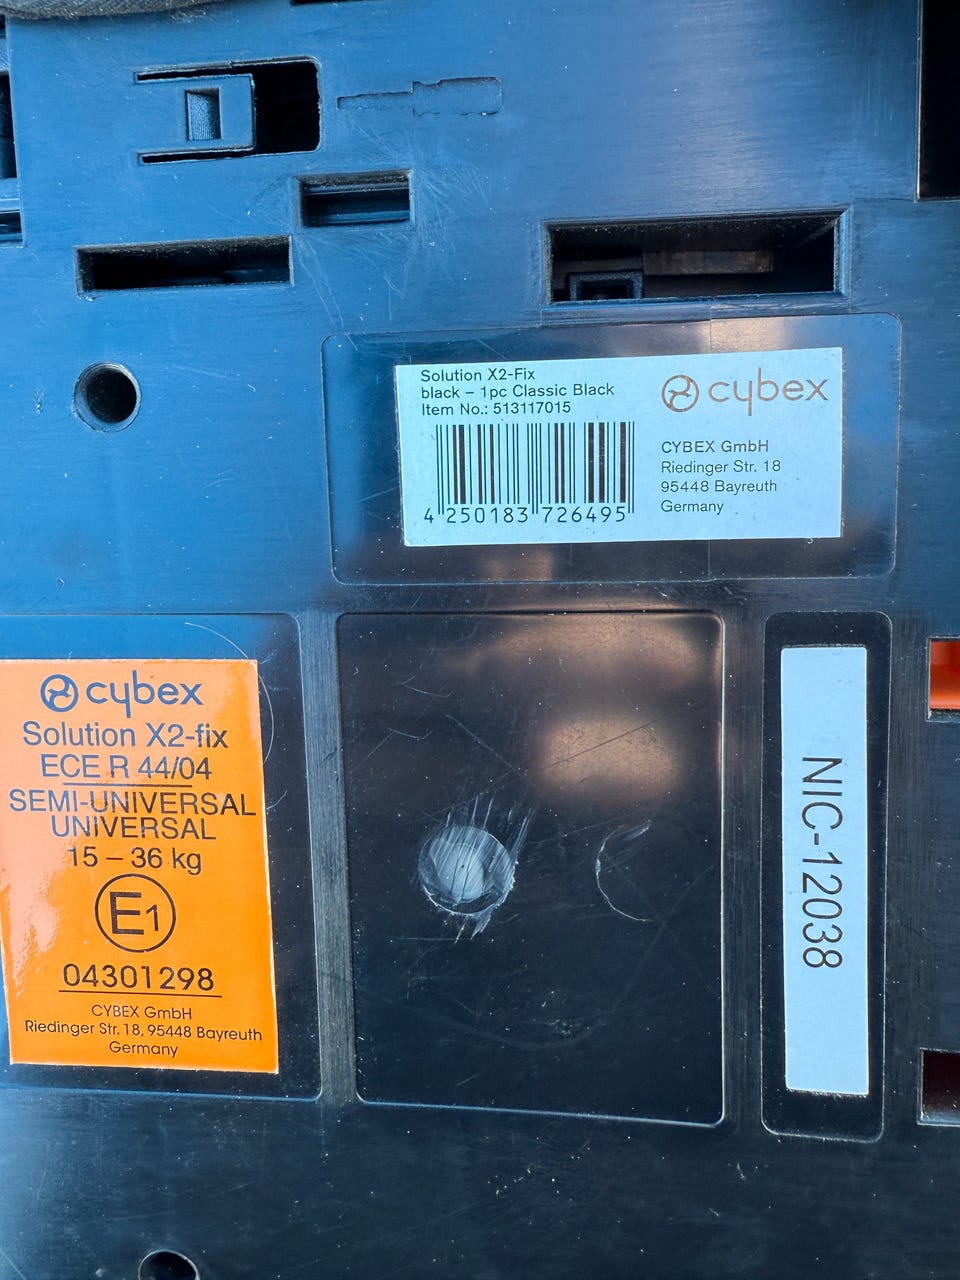 Solution X2-Fix
black – 1pc Classic Black
Item No.: 513117015
4 250183 726495
cybex
CYBEX GmbH
Riedinger Str. 18
95448 Bayreuth
Germany
cybex
Solution X2-fix
ECE R 44/04
SEMI-UNIVERSAL
UNIVERSAL
15 – 36 kg
E1
04301298
CYBEX GmbH
Riedinger Str. 18, 95448 Bayreuth
Germany
NIC-12038